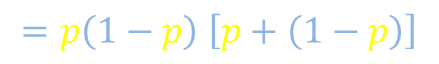 = p(1 − p) [p + (1 − p)]